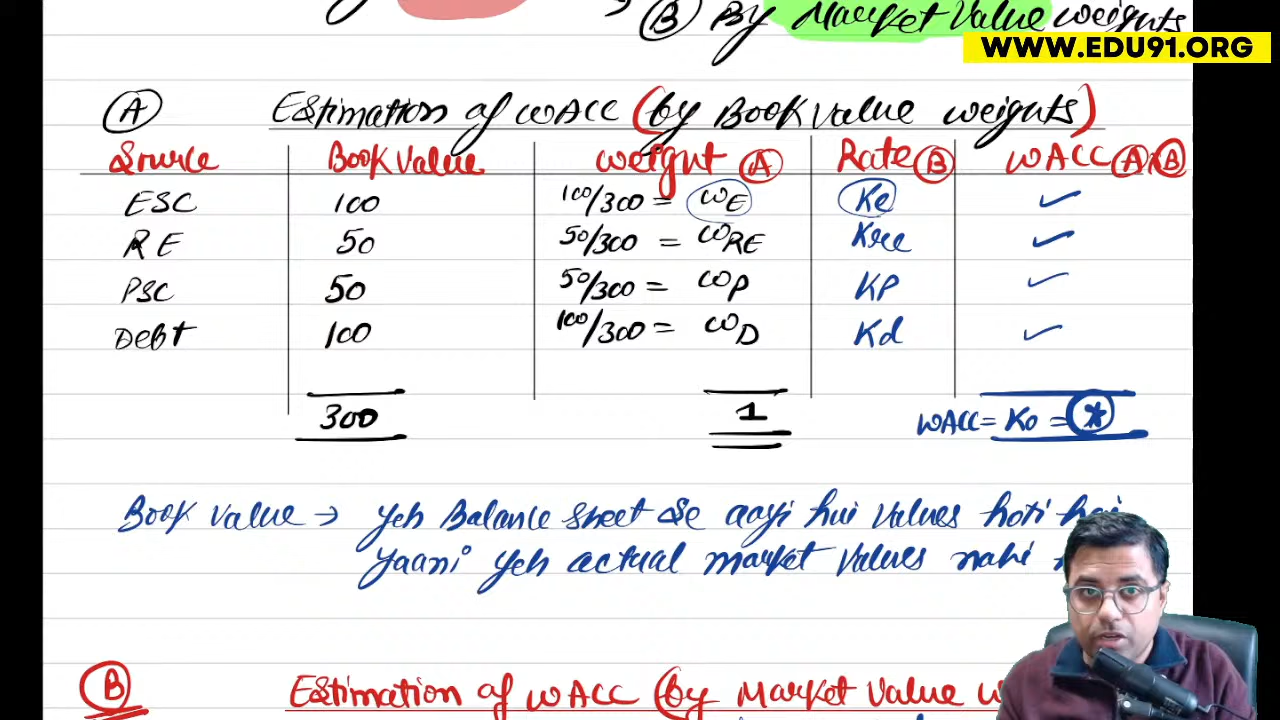 B By Market Value weights
WWW.EDU91.ORG
A Estimation of WACC (by Book Value weights)
Source Book Value Weight A Rate B WACC A×B
ESC 100 100/300 = WE Ke ✓
RE 50 50/300 = WRE Kre ✓
PSC 50 50/300 = WP KP ✓
Debt 100 100/300 = WD Kd ✓
300 1 WACC = Ko = *
Book Value → yeh Balance Sheet se aayi hui values hoti hai
yaani yeh actual market values nahi
B Estimation of WACC (by Market Value